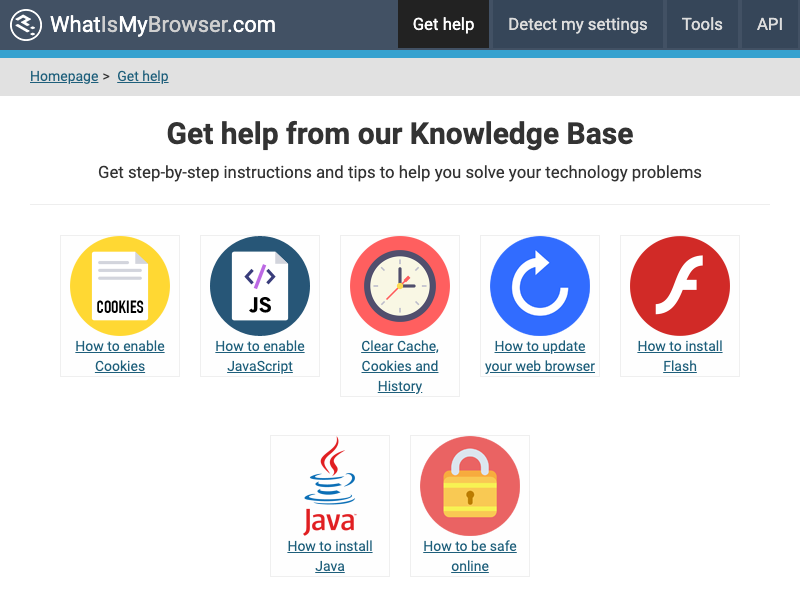 WhatIsMyBrowser.com Get help Detect my settings Tools API
Homepage > Get help
Get help from our Knowledge Base
Get step-by-step instructions and tips to help you solve your technology problems
COOKIES
How to enable
Cookies
</> JS
How to enable
JavaScript
Clear Cache,
Cookies and
History
How to update
your web browser
How to install
Flash
Java
How to install
Java
How to be safe
online